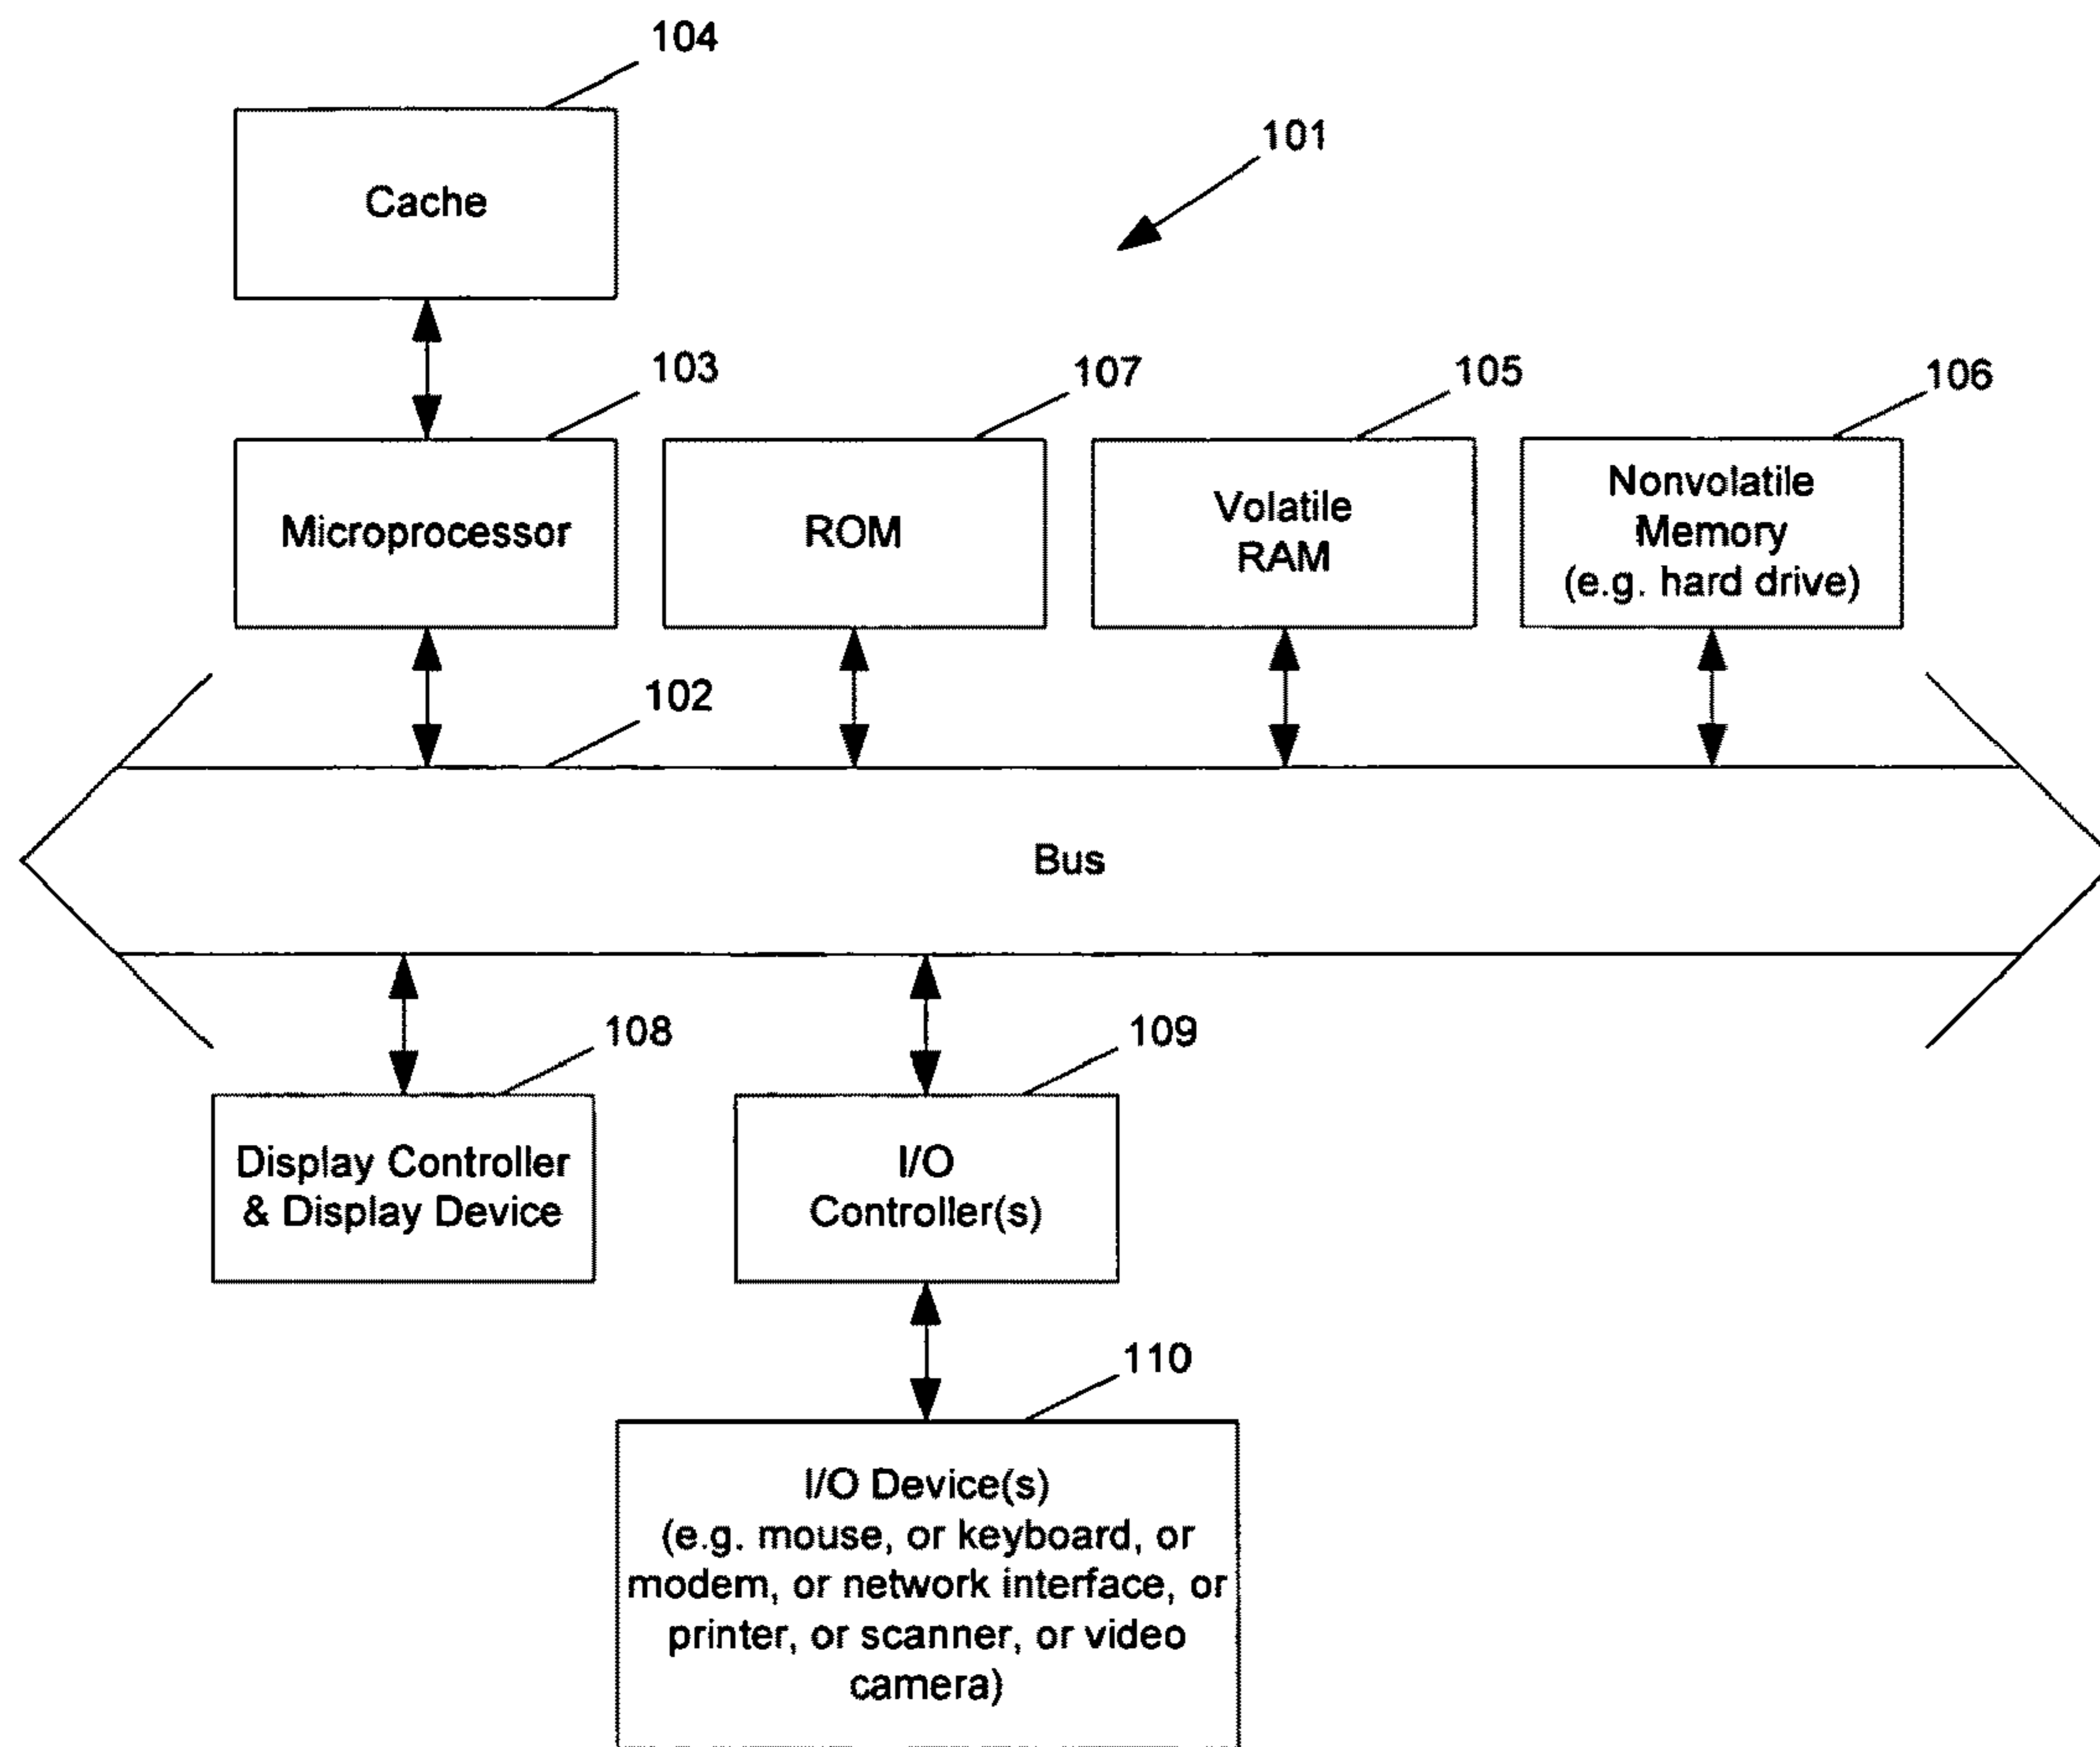 104
Cache
101
103
107
105
106
Microprocessor
ROM
Volatile
RAM
Nonvolatile
Memory
(e.g. hard drive)
102
Bus
108
109
Display Controller
& Display Device
I/O
Controller(s)
110
I/O Device(s)
(e.g. mouse, or keyboard, or
modem, or network interface, or
printer, or scanner, or video
camera)